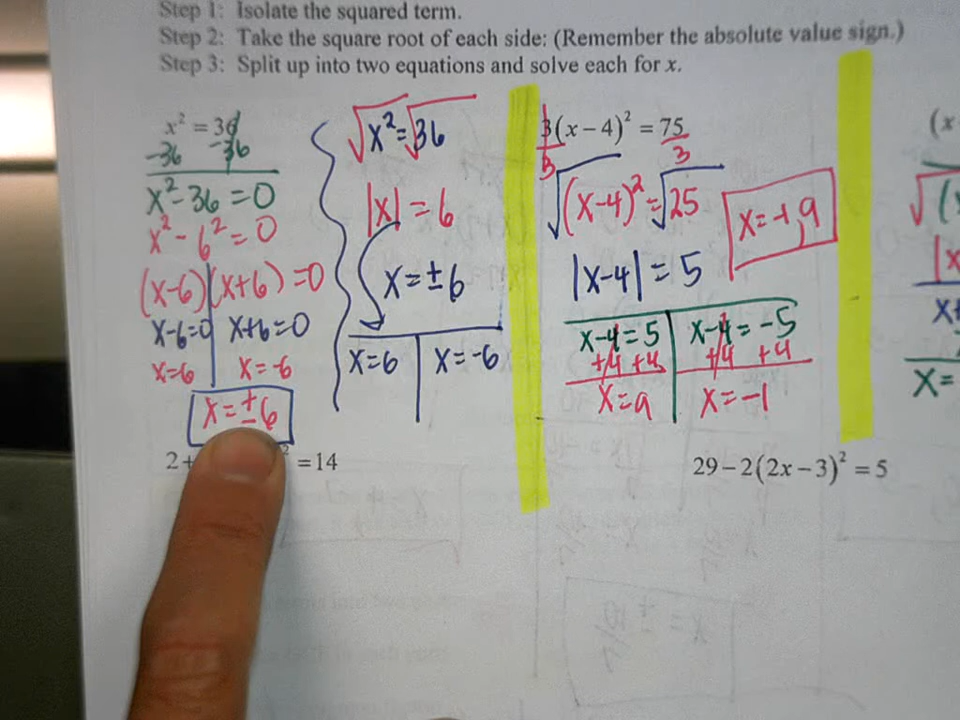 Step 1: Isolate the squared term.
Step 2: Take the square root of each side: (Remember the absolute value sign.)
Step 3: Split up into two equations and solve each for x.
x² = 36
-36 -36
x² - 36 = 0
x² - 6² = 0
(x-6)(x+6) = 0
x-6=0 x+6=0
x=6 x=-6
x=±6
√x² = √36
|x| = 6
x = ±6
x=6 x=-6
3(x-4)² = 75
3 3
√(x-4)² = √25
x=-1,9
|x-4| = 5
x-4=5 x-4=-5
+4 +4 +4 +4
x=9 x=-1
(x
√(
|x
x+
x=
2+ ² = 14
29-2(2x-3)² = 5